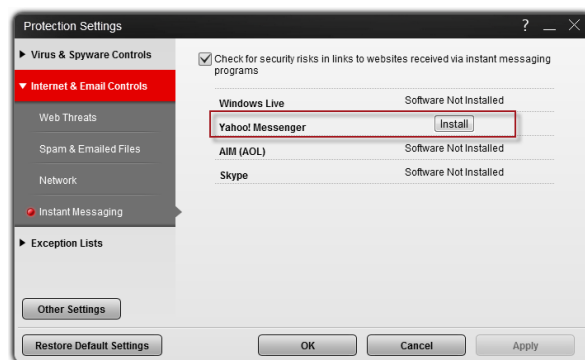 Protection Settings
? _ X
Virus & Spyware Controls
Internet & Email Controls
Web Threats
Spam & Emailed Files
Network
Instant Messaging
Exception Lists
Other Settings
Check for security risks in links to websites received via instant messaging
programs
Windows Live Software Not Installed
Yahoo! Messenger Install
AIM (AOL) Software Not Installed
Skype Software Not Installed
Restore Default Settings OK Cancel Apply